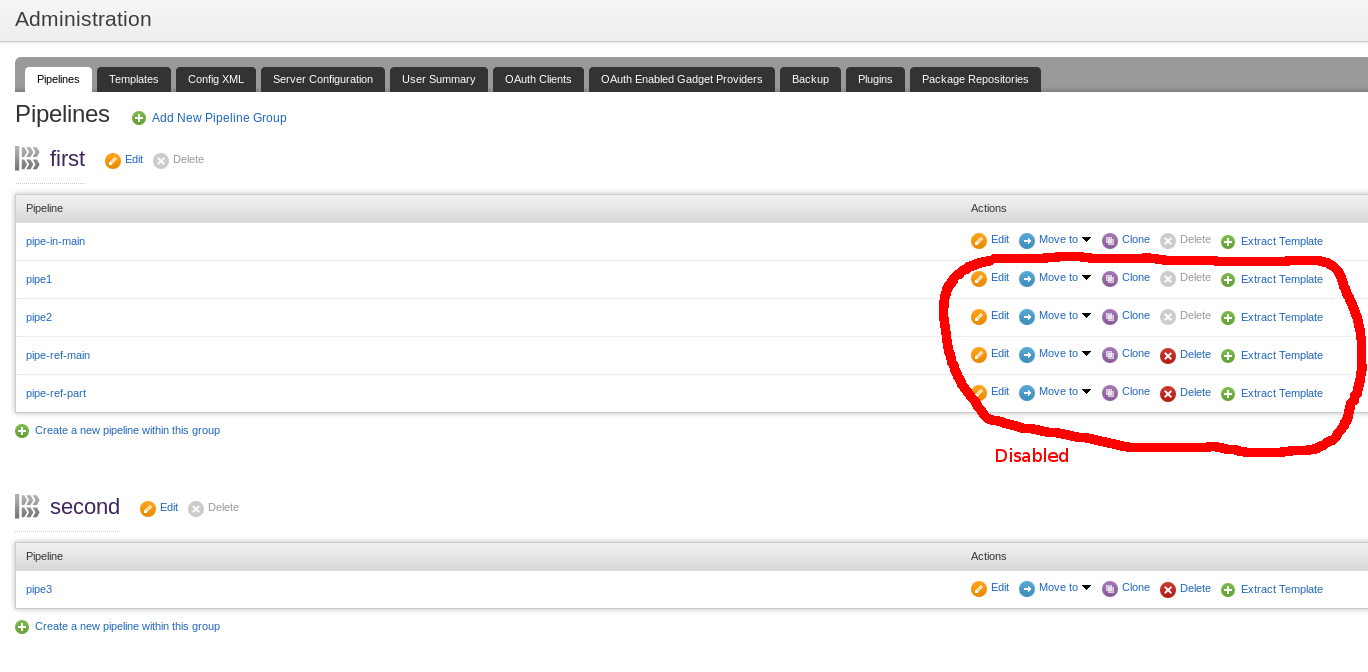 Administration
Pipelines Templates Config XML Server Configuration User Summary OAuth Clients OAuth Enabled Gadget Providers Backup Plugins Package Repositories
Pipelines Add New Pipeline Group
first Edit Delete
Pipeline Actions
pipe-in-main Edit Move to Clone Delete Extract Template
pipe1 Edit Move to Clone Delete Extract Template
pipe2 Edit Move to Clone Delete Extract Template
pipe-ref-main Edit Move to Clone Delete Extract Template
pipe-ref-part Edit Move to Clone Delete Extract Template
Create a new pipeline within this group
Disabled
second Edit Delete
Pipeline Actions
pipe3 Edit Move to Clone Delete Extract Template
Create a new pipeline within this group